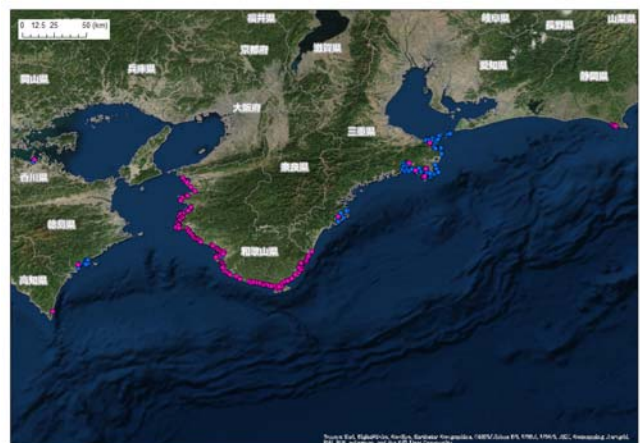 0 12.5 25 50 (km)
福井県
岐阜県
山梨県
長野県
京都府
滋賀県
愛知県
静岡県
兵庫県
岡山県
大阪府
三重県
奈良県
香川県
徳島県
和歌山県
高知県